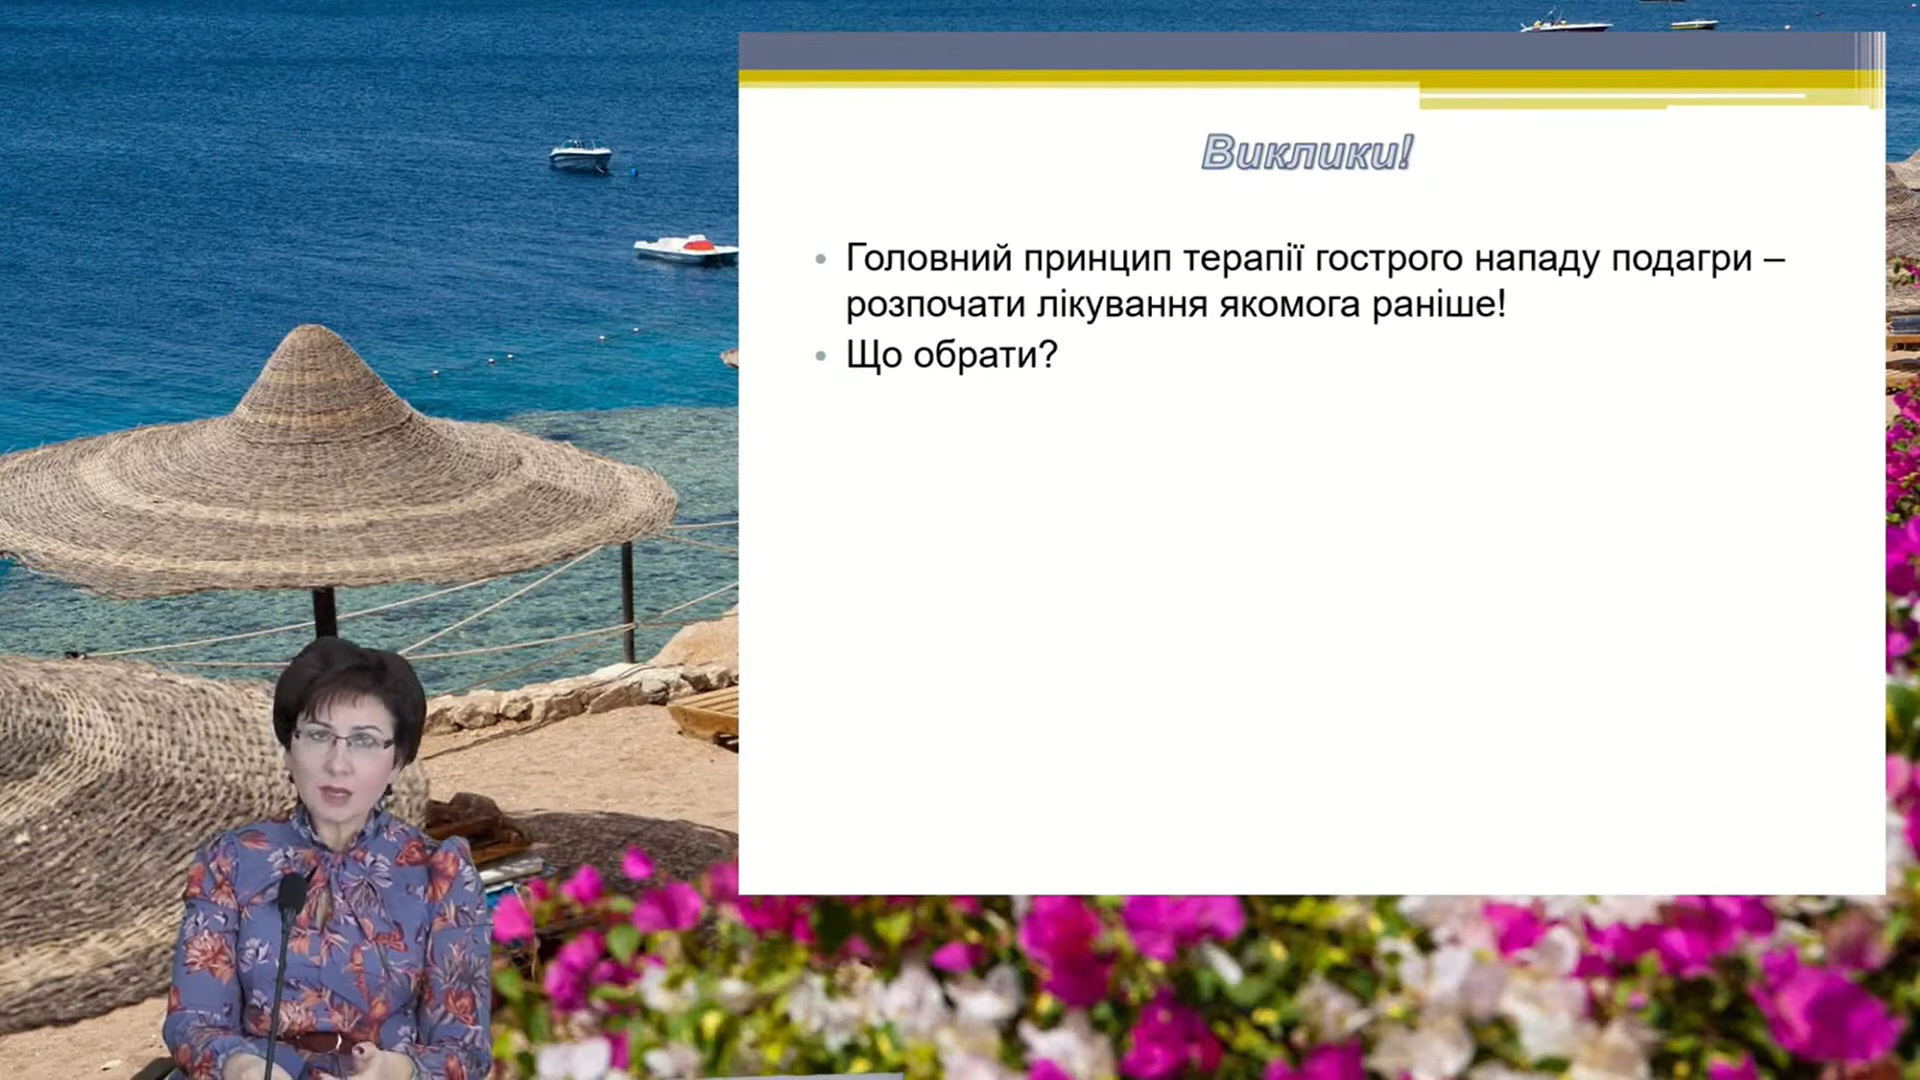 Виклики!
Головний принцип терапії гострого нападу подагри –
розпочати лікування якомога раніше!
Що обрати?